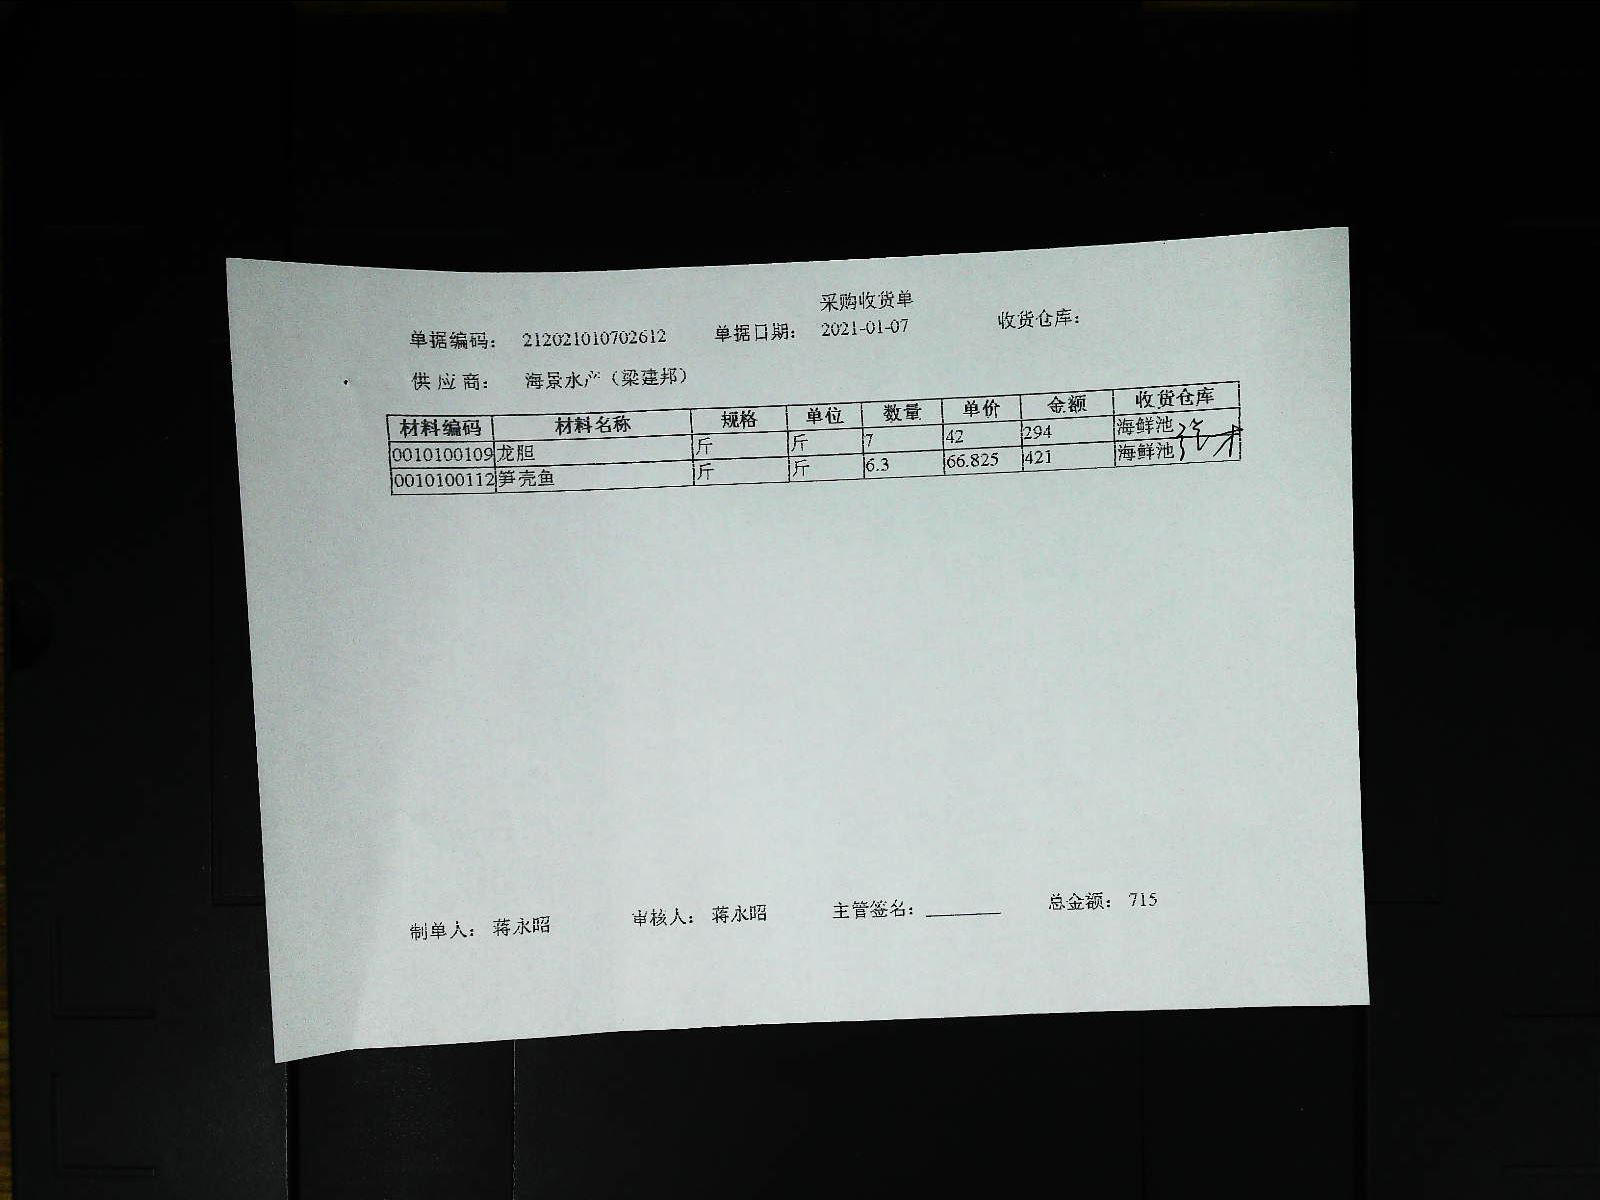 采购收货单
单据编码： 212021010702612 单据日期： 2021-01-07 收货仓库：
供 应 商： 海景水产（梁建邦）
材料编码 材料名称 规格 单位 数量 单价 金额 收货仓库
0010100109 龙胆 斤 斤 7 42 294 海鲜池
0010100112 笋壳鱼 斤 斤 6.3 66.825 421 海鲜池
制单人： 蒋永昭 审核人： 蒋永昭 主管签名： 总金额： 715